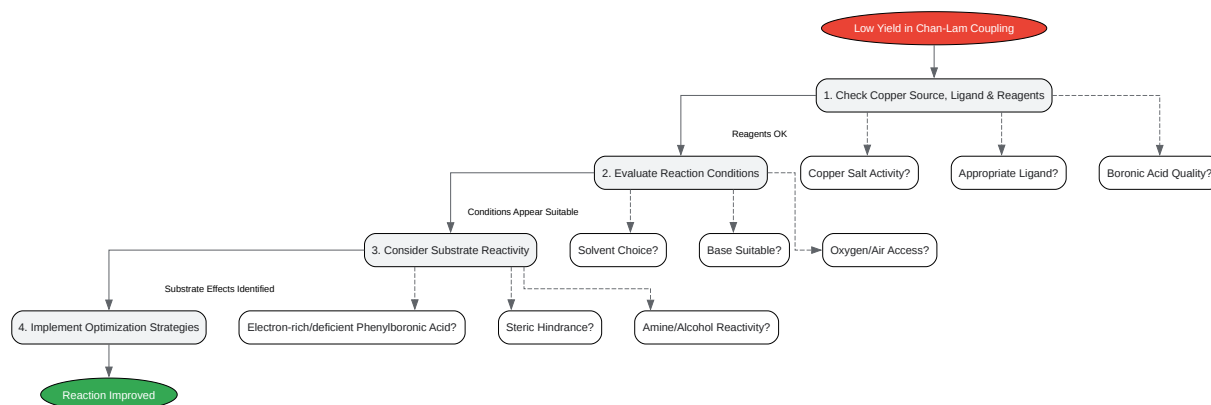 Low Yield in Chan-Lam Coupling
1. Check Copper Source, Ligand & Reagents
Reagents OK
2. Evaluate Reaction Conditions
Copper Salt Activity?
Appropriate Ligand?
Boronic Acid Quality?
Conditions Appear Suitable
3. Consider Substrate Reactivity
Solvent Choice?
Base Suitable?
Oxygen/Air Access?
Substrate Effects Identified
4. Implement Optimization Strategies
Electron-rich/deficient Phenylboronic Acid?
Steric Hindrance?
Amine/Alcohol Reactivity?
Reaction Improved